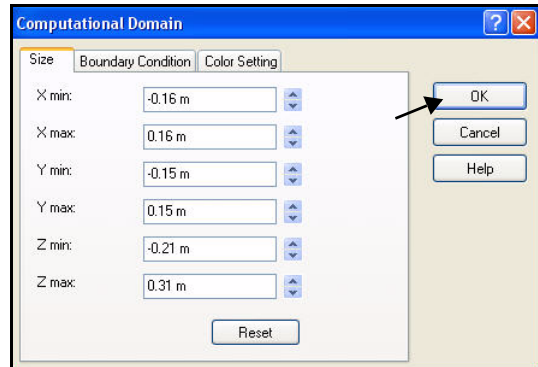 Computational Domain
Size Boundary Condition Color Setting
X min: -0.16 m
X max: 0.16 m
Y min: -0.15 m
Y max: 0.15 m
Z min: -0.21 m
Z max: 0.31 m
Reset
OK
Cancel
Help